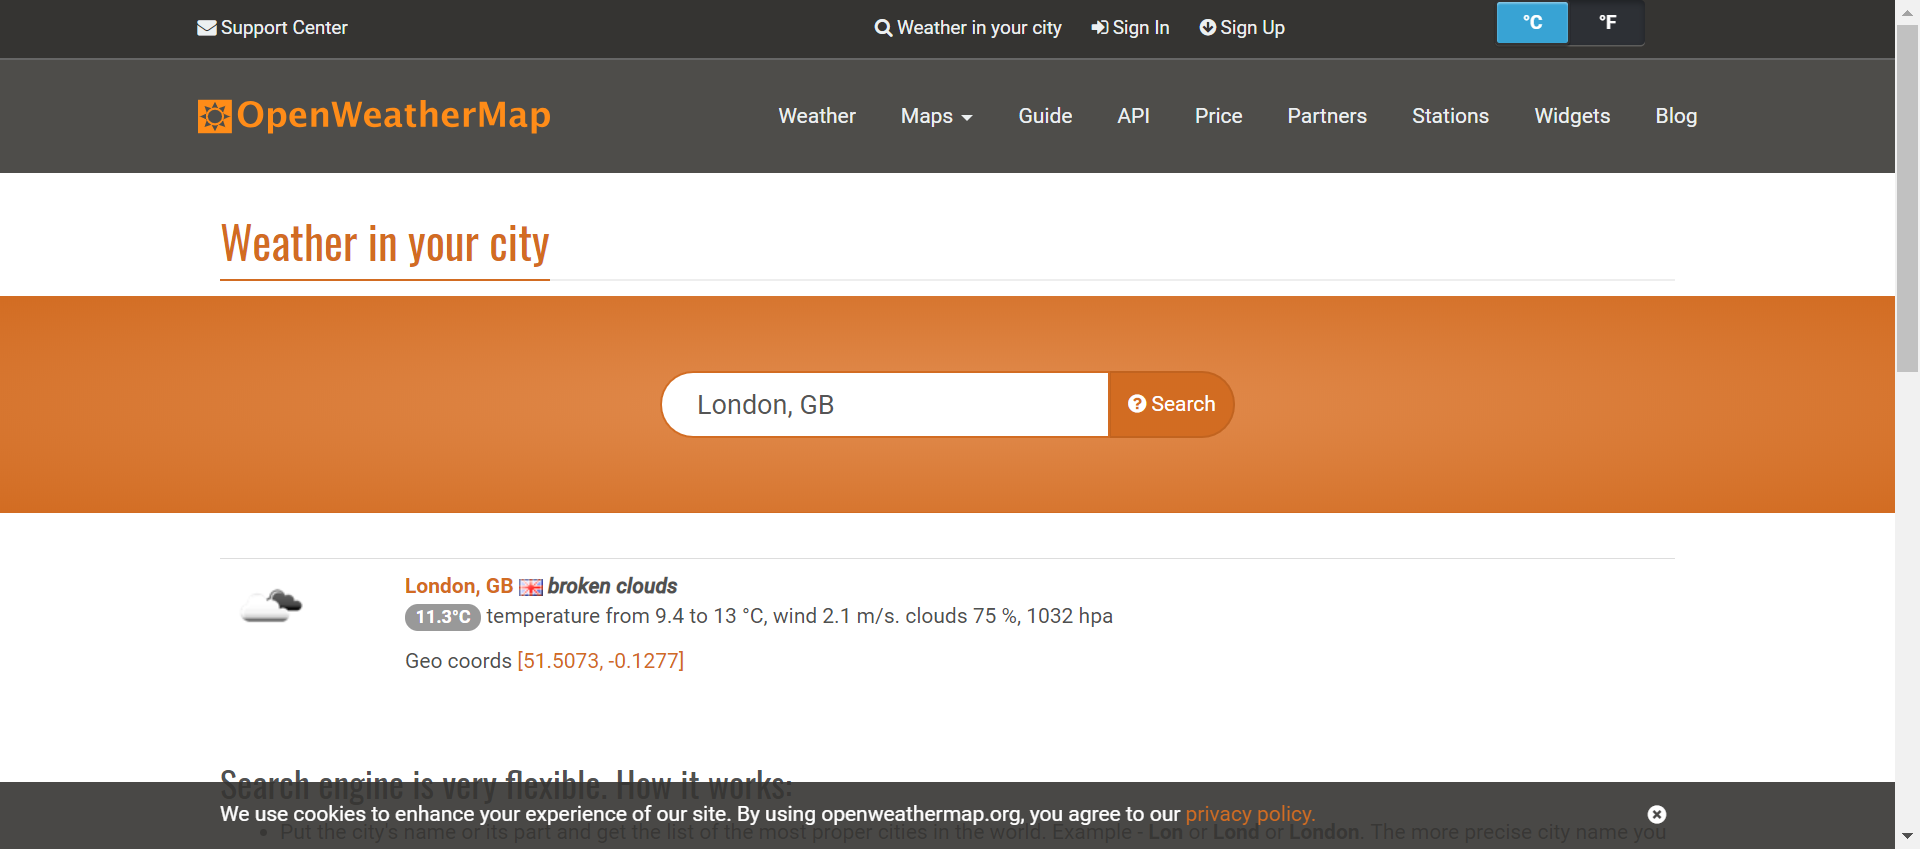 Support Center
Weather in your city
Sign In
Sign Up
°C
°F
OpenWeatherMap
Weather
Maps
Guide
API
Price
Partners
Stations
Widgets
Blog
Weather in your city
London, GB
Search
London, GB broken clouds
11.3°C temperature from 9.4 to 13 °C, wind 2.1 m/s. clouds 75 %, 1032 hpa
Geo coords [51.5073, -0.1277]
Search engine is very flexible. How it works:
We use cookies to enhance your experience of our site. By using openweathermap.org, you agree to our privacy policy.
Put the city's name or its part and get the list of the most proper cities in the world. Example - Lon or Lond or London. The more precise city name you